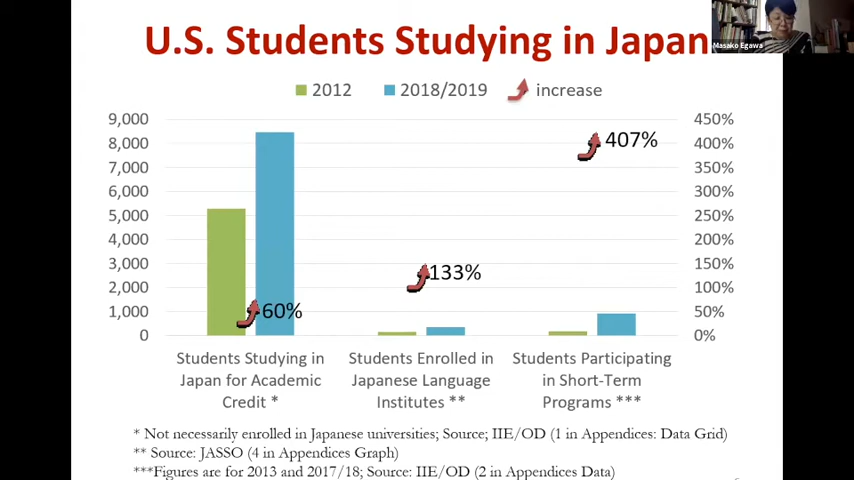 U.S. Students Studying in Japan
Masako Egawa
2012 2018/2019 increase
9,000 450%
8,000 400%
7,000 350%
6,000 300%
5,000 250%
4,000 200%
3,000 150%
2,000 100%
1,000 50%
0 0%
407%
133%
60%
Students Studying in
Japan for Academic
Credit *
Students Enrolled in
Japanese Language
Institutes **
Students Participating
in Short-Term
Programs ***
* Not necessarily enrolled in Japanese universities; Source; IIE/OD (1 in Appendices: Data Grid)
** Source: JASSO (4 in Appendices Graph)
***Figures are for 2013 and 2017/18; Source: IIE/OD (2 in Appendices Data)